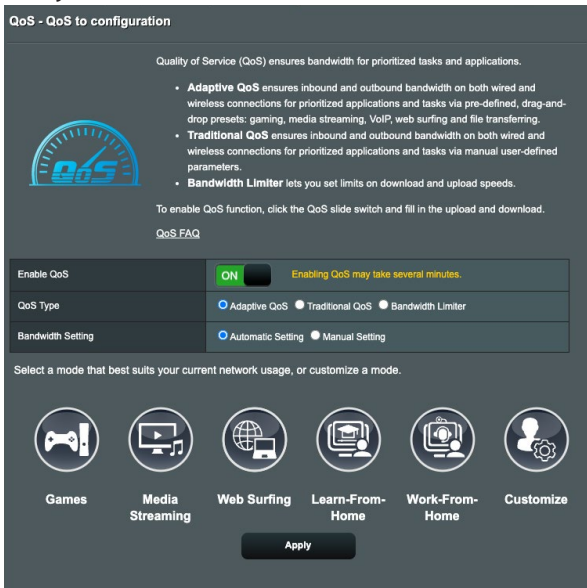 QoS - QoS to configuration
Quality of Service (QoS) ensures bandwidth for prioritized tasks and applications.
• Adaptive QoS ensures inbound and outbound bandwidth on both wired and
wireless connections for prioritized applications and tasks via pre-defined, drag-and-
drop presets: gaming, media streaming, VoIP, web surfing and file transferring.
• Traditional QoS ensures inbound and outbound bandwidth on both wired and
wireless connections for prioritized applications and tasks via manual user-defined
parameters.
• Bandwidth Limiter lets you set limits on download and upload speeds.
QoS
To enable QoS function, click the QoS slide switch and fill in the upload and download.
QoS FAQ
Enable QoS ON Enabling QoS may take several minutes.
QoS Type Adaptive QoS Traditional QoS Bandwidth Limiter
Bandwidth Setting Automatic Setting Manual Setting
Select a mode that best suits your current network usage, or customize a mode.
Games Media Streaming Web Surfing Learn-From-Home Work-From-Home Customize
Apply